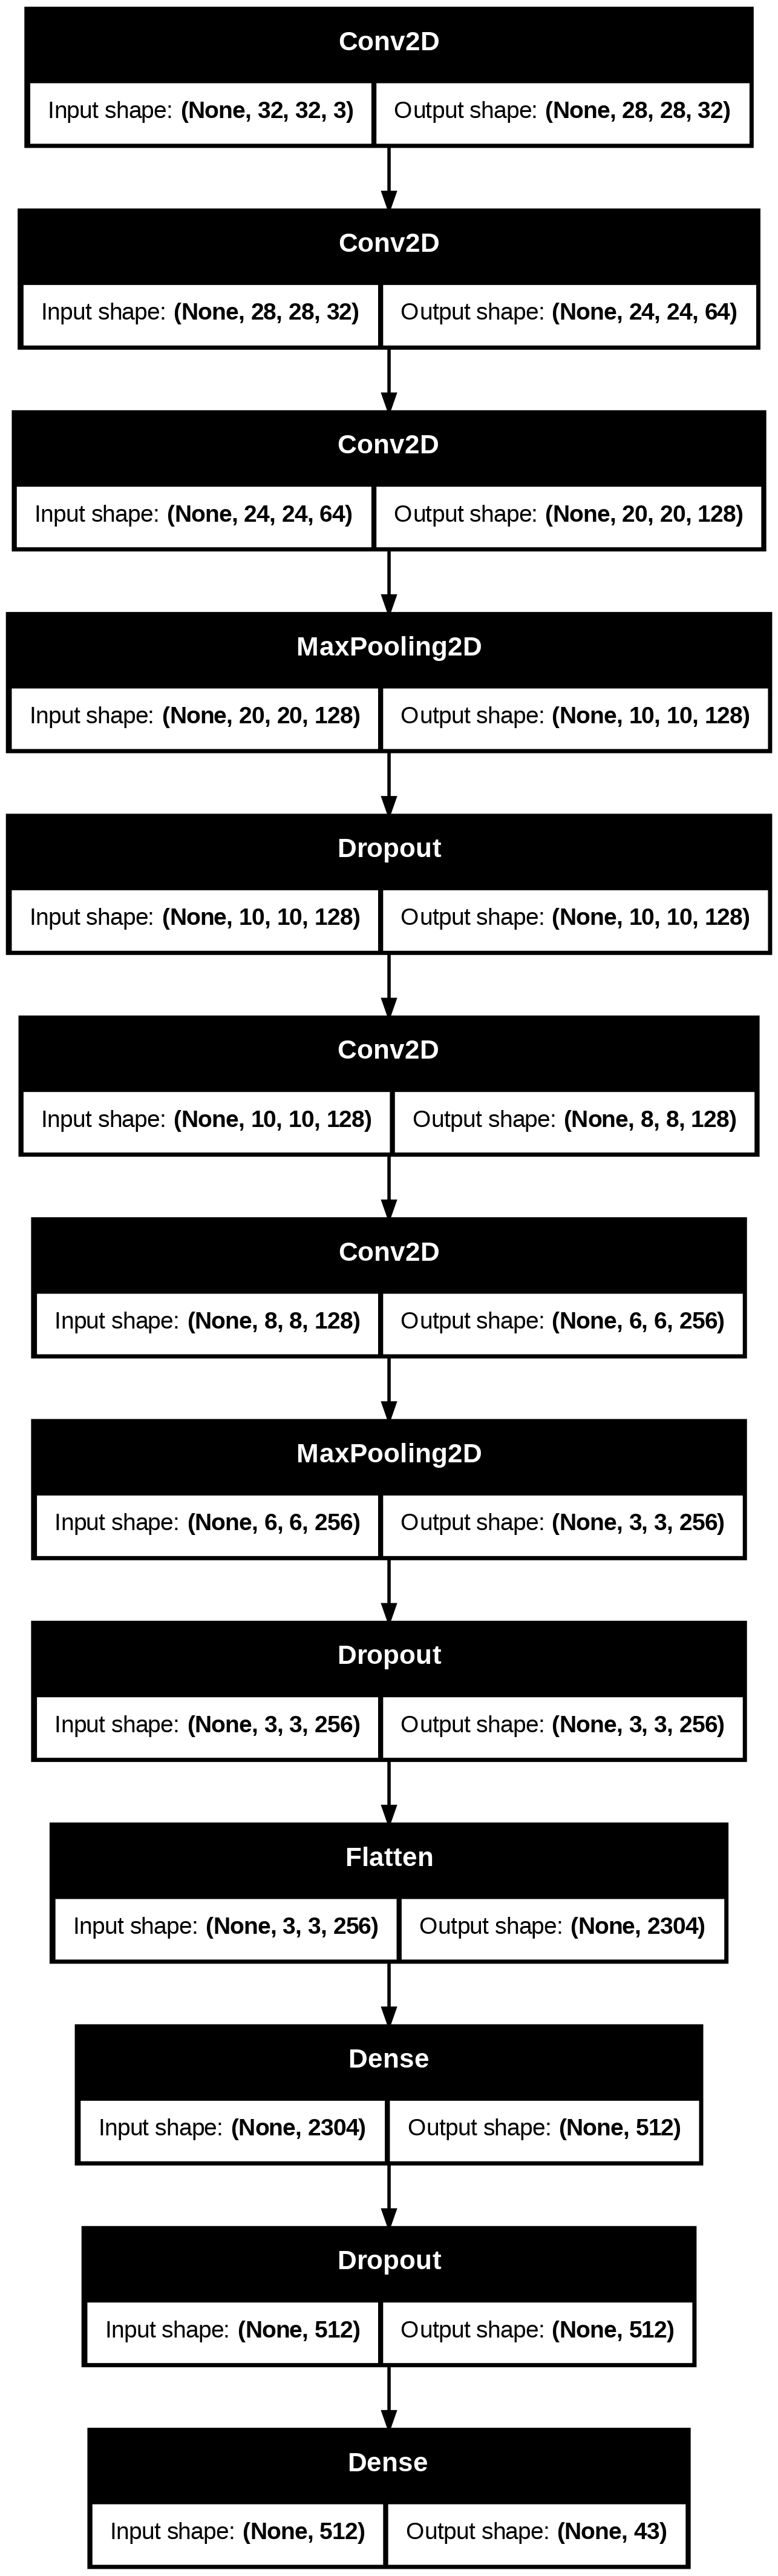 Conv2D
Input shape: (None, 32, 32, 3) Output shape: (None, 28, 28, 32)
Conv2D
Input shape: (None, 28, 28, 32) Output shape: (None, 24, 24, 64)
Conv2D
Input shape: (None, 24, 24, 64) Output shape: (None, 20, 20, 128)
MaxPooling2D
Input shape: (None, 20, 20, 128) Output shape: (None, 10, 10, 128)
Dropout
Input shape: (None, 10, 10, 128) Output shape: (None, 10, 10, 128)
Conv2D
Input shape: (None, 10, 10, 128) Output shape: (None, 8, 8, 128)
Conv2D
Input shape: (None, 8, 8, 128) Output shape: (None, 6, 6, 256)
MaxPooling2D
Input shape: (None, 6, 6, 256) Output shape: (None, 3, 3, 256)
Dropout
Input shape: (None, 3, 3, 256) Output shape: (None, 3, 3, 256)
Flatten
Input shape: (None, 3, 3, 256) Output shape: (None, 2304)
Dense
Input shape: (None, 2304) Output shape: (None, 512)
Dropout
Input shape: (None, 512) Output shape: (None, 512)
Dense
Input shape: (None, 512) Output shape: (None, 43)